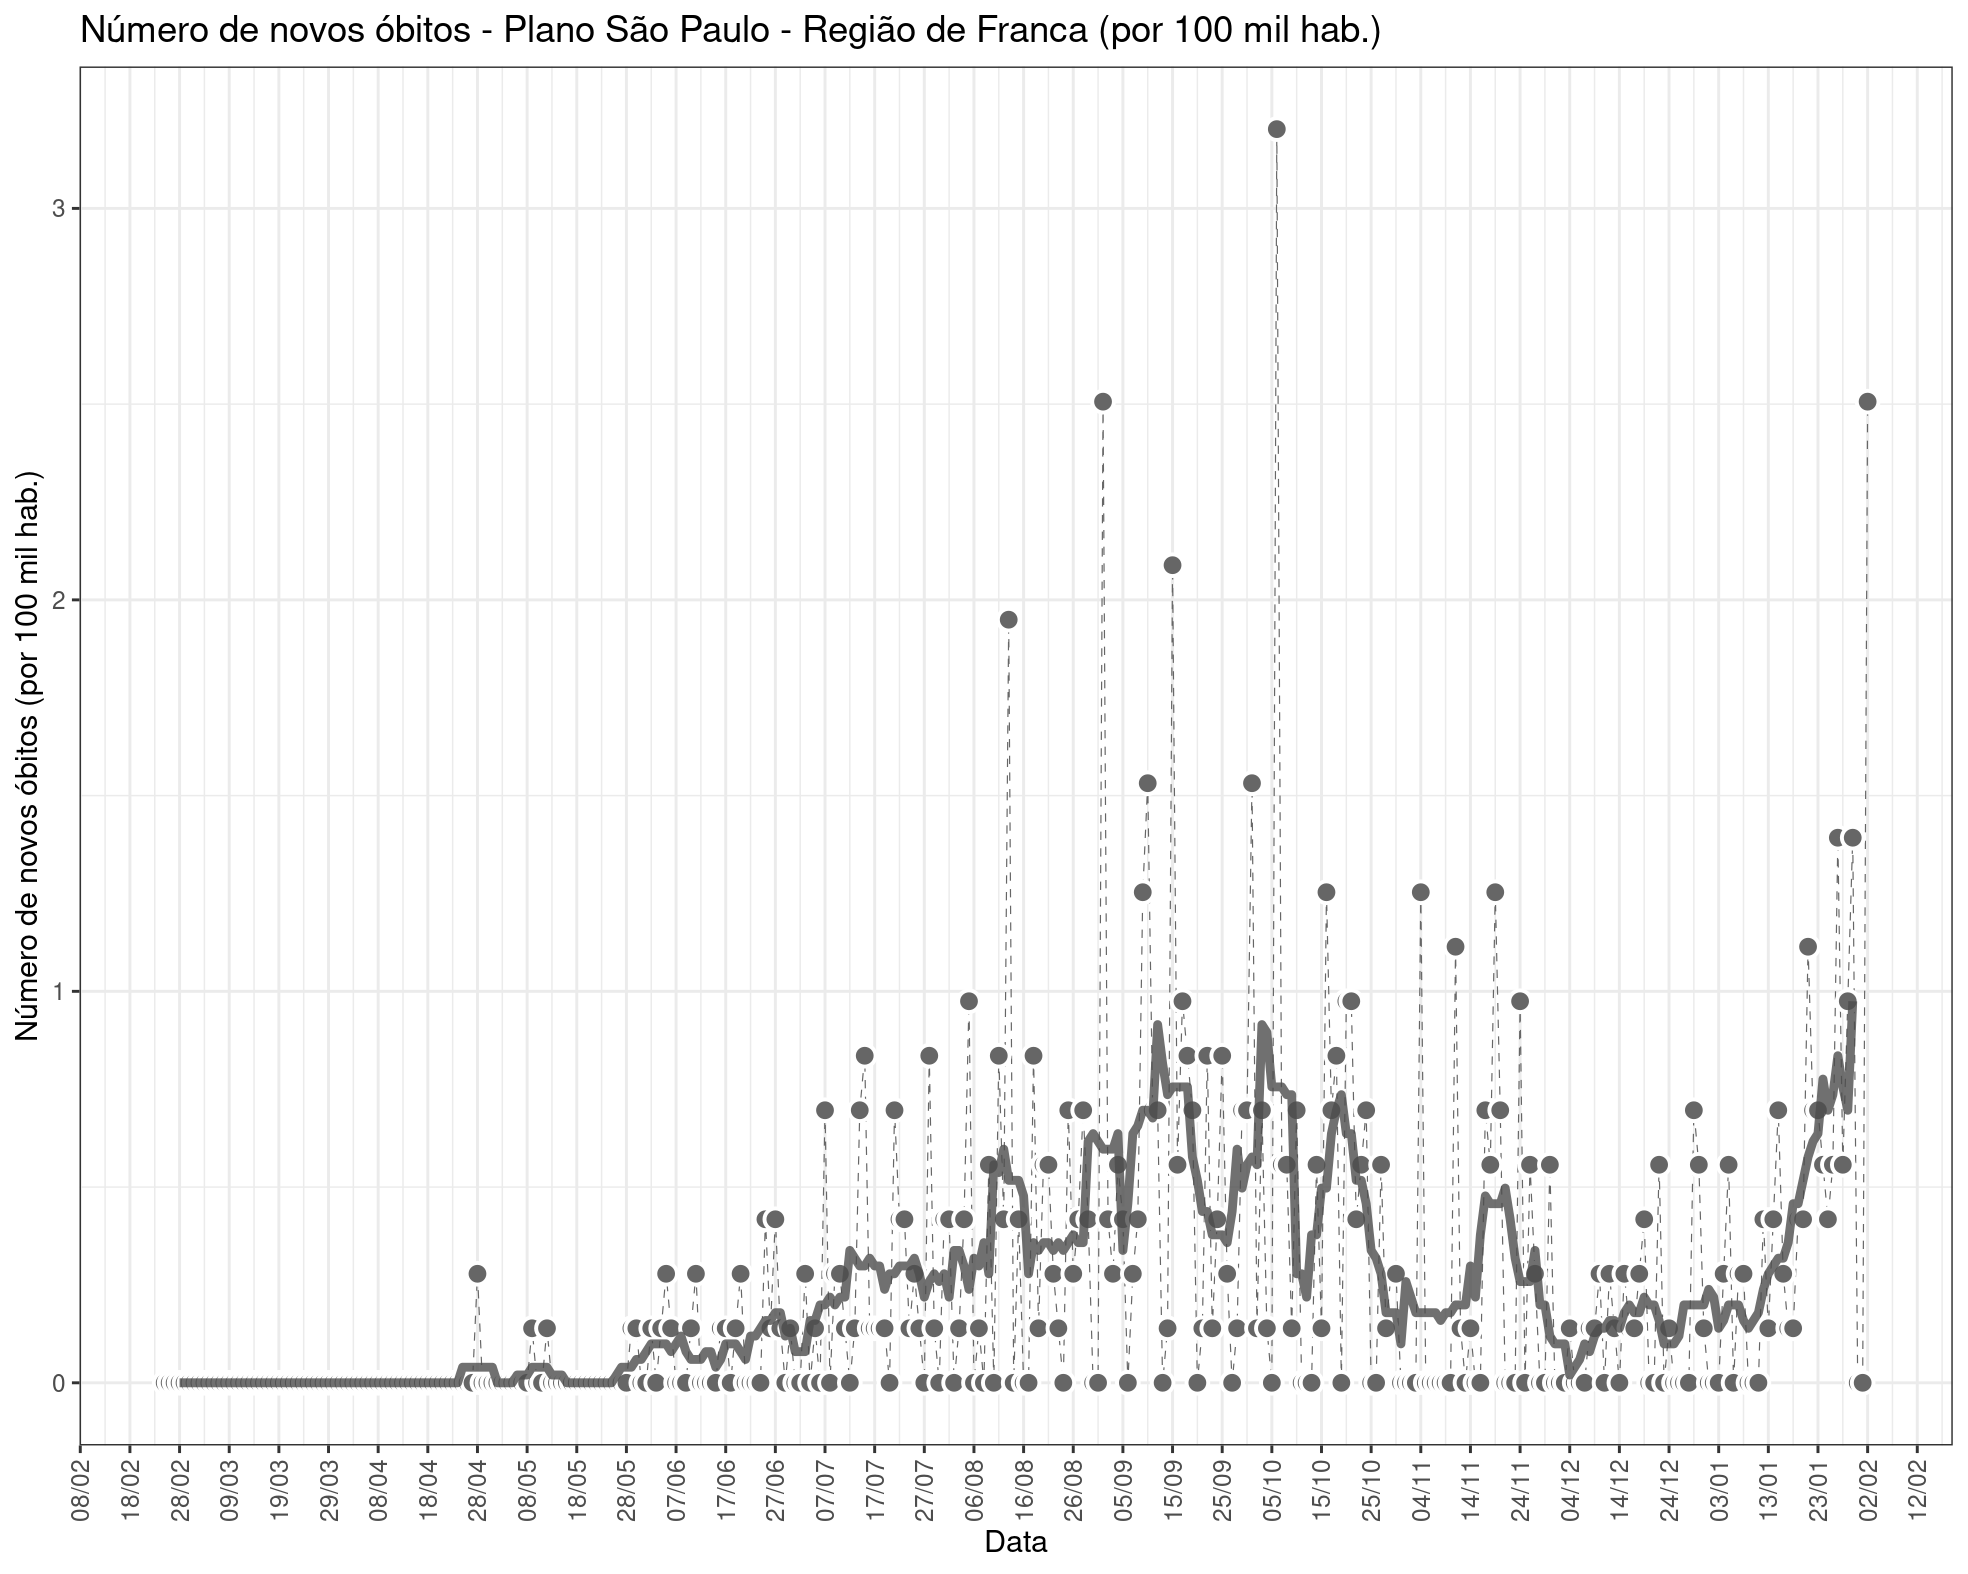 Número de novos óbitos - Plano São Paulo - Região de Franca (por 100 mil hab.)
Número de novos óbitos (por 100 mil hab.)
3
2
1
0
08/02 18/02 28/02 09/03 19/03 29/03 08/04 18/04 28/04 08/05 18/05 28/05 07/06 17/06 27/06 07/07 17/07 27/07 06/08 16/08 26/08 05/09 15/09 25/09 05/10 15/10 25/10 04/11 14/11 24/11 04/12 14/12 24/12 03/01 13/01 23/01 02/02 12/02
Data